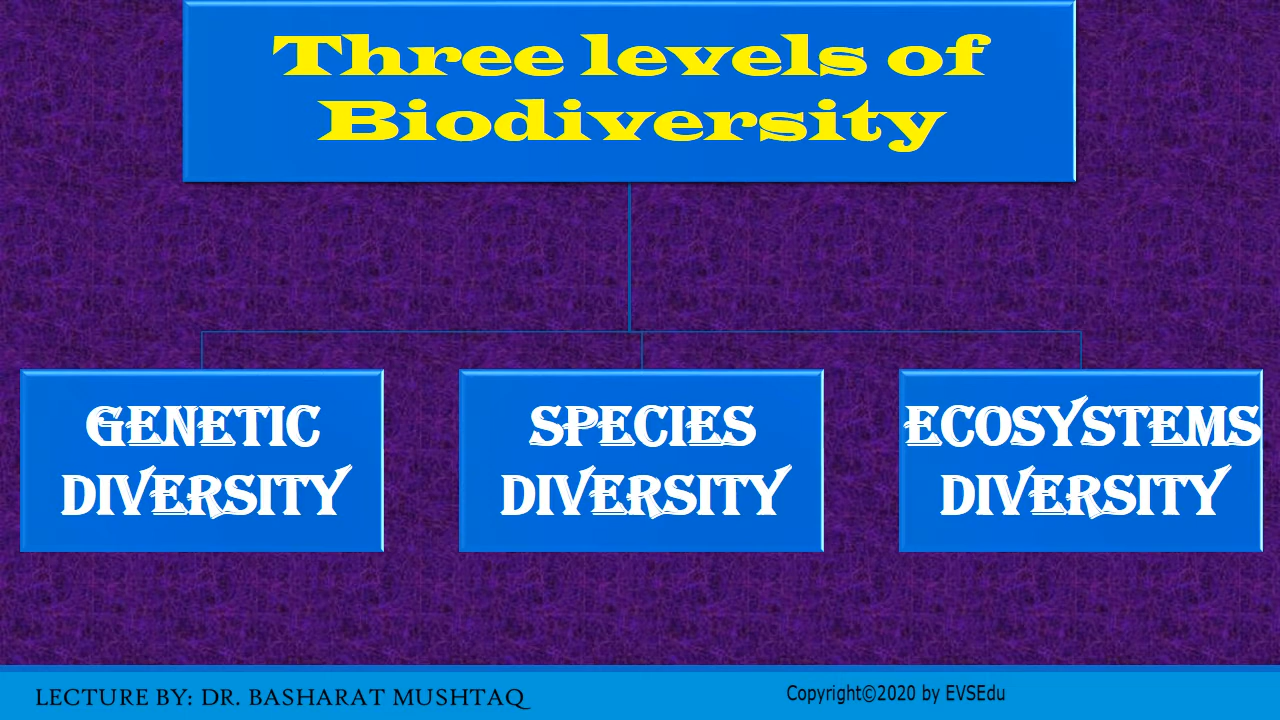 Three levels of
Biodiversity
GENETIC
DIVERSITY
SPECIES
DIVERSITY
ECOSYSTEMS
DIVERSITY
LECTURE BY: DR. BASHARAT MUSHTAQ
Copyright©2020 by EVSEdu